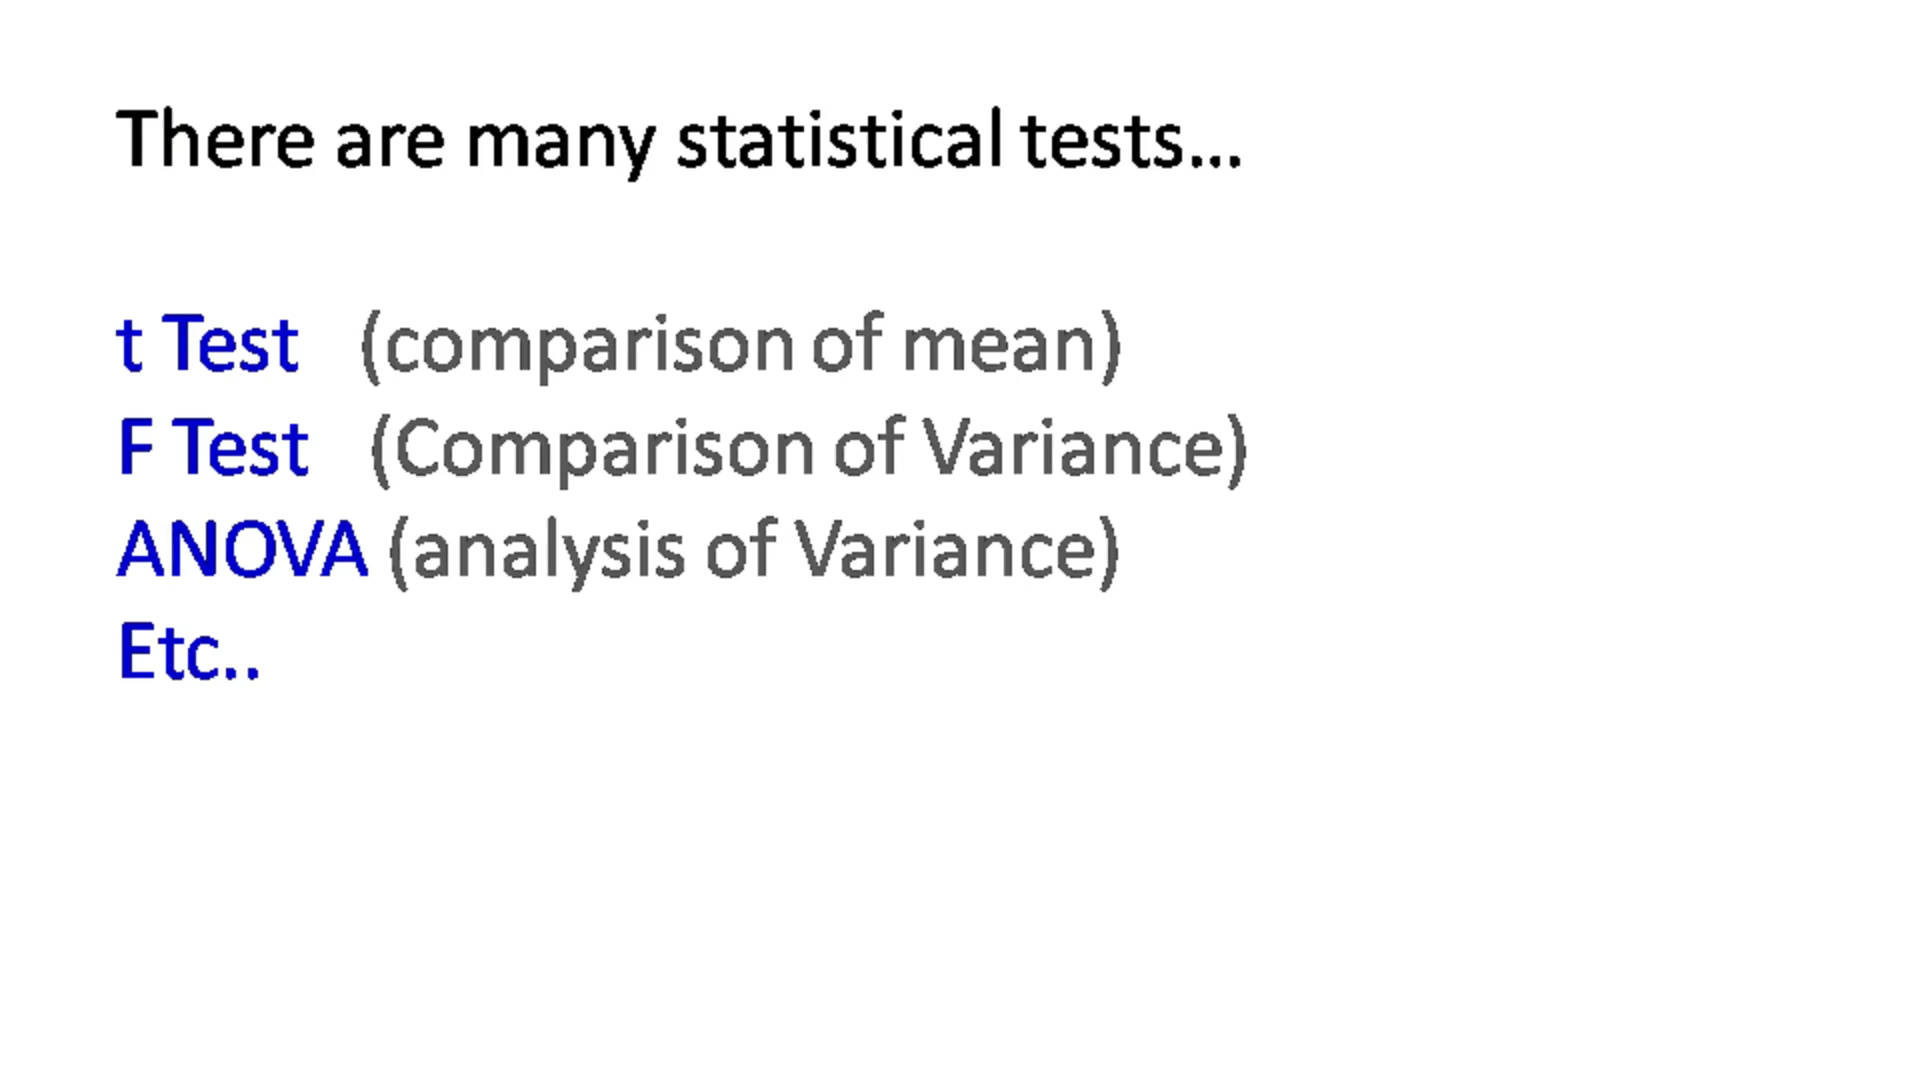 There are many statistical tests...
t Test (comparison of mean)
F Test (Comparison of Variance)
ANOVA (analysis of Variance)
Etc..